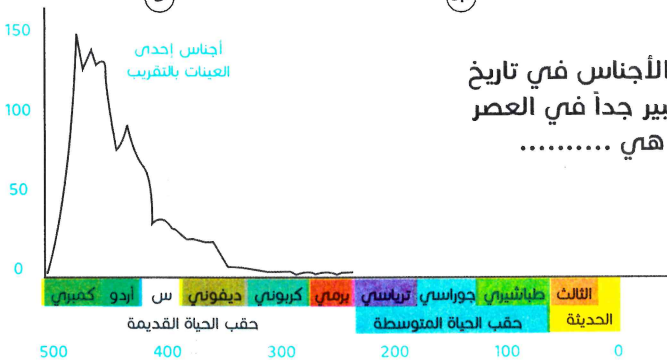 150
أجناس إحدى
العينات بالتقريب
الأجناس في تاريخ
بير جداً في العصر
هي ..........
100
50
0
كمبري أردو س ديفوني كربوني برمي ترياسي جوراسي طباشيري الثالث
حقب الحياة القديمة حقب الحياة المتوسطة الحديثة
500 400 300 200 100 0